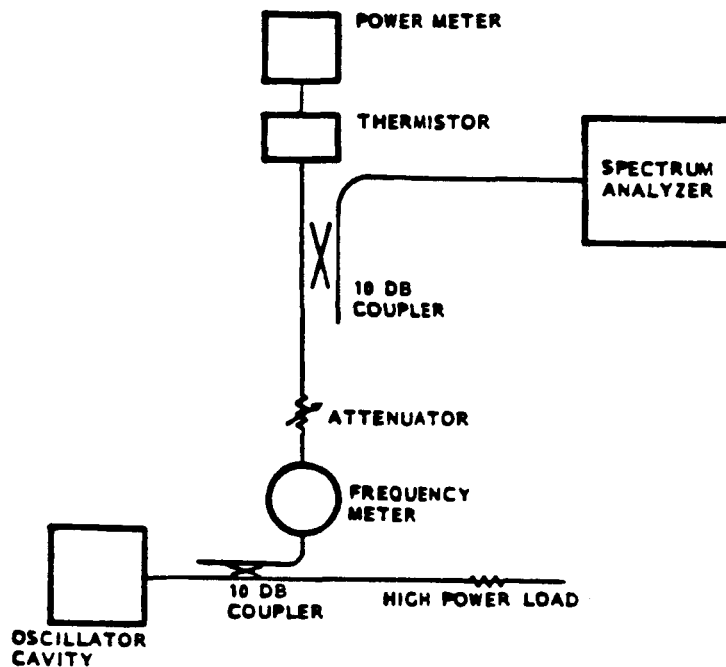 POWER METER
THERMISTOR
SPECTRUM
ANALYZER
10 DB
COUPLER
ATTENUATOR
FREQUENCY
METER
10 DB
COUPLER
HIGH POWER LOAD
OSCILLATOR
CAVITY